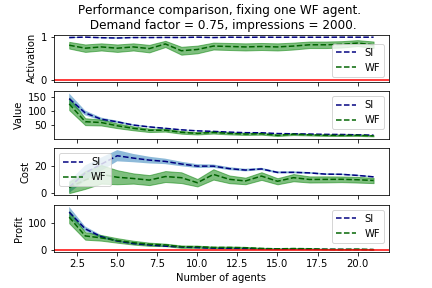 Performance comparison, fixing one WF agent.
Demand factor = 0.75, impressions = 2000.
Activation
1
0
SI
WF
Value
150
100
50
SI
WF
Cost
20
0
SI
WF
Profit
100
0
SI
WF
2.5 5.0 7.5 10.0 12.5 15.0 17.5 20.0
Number of agents